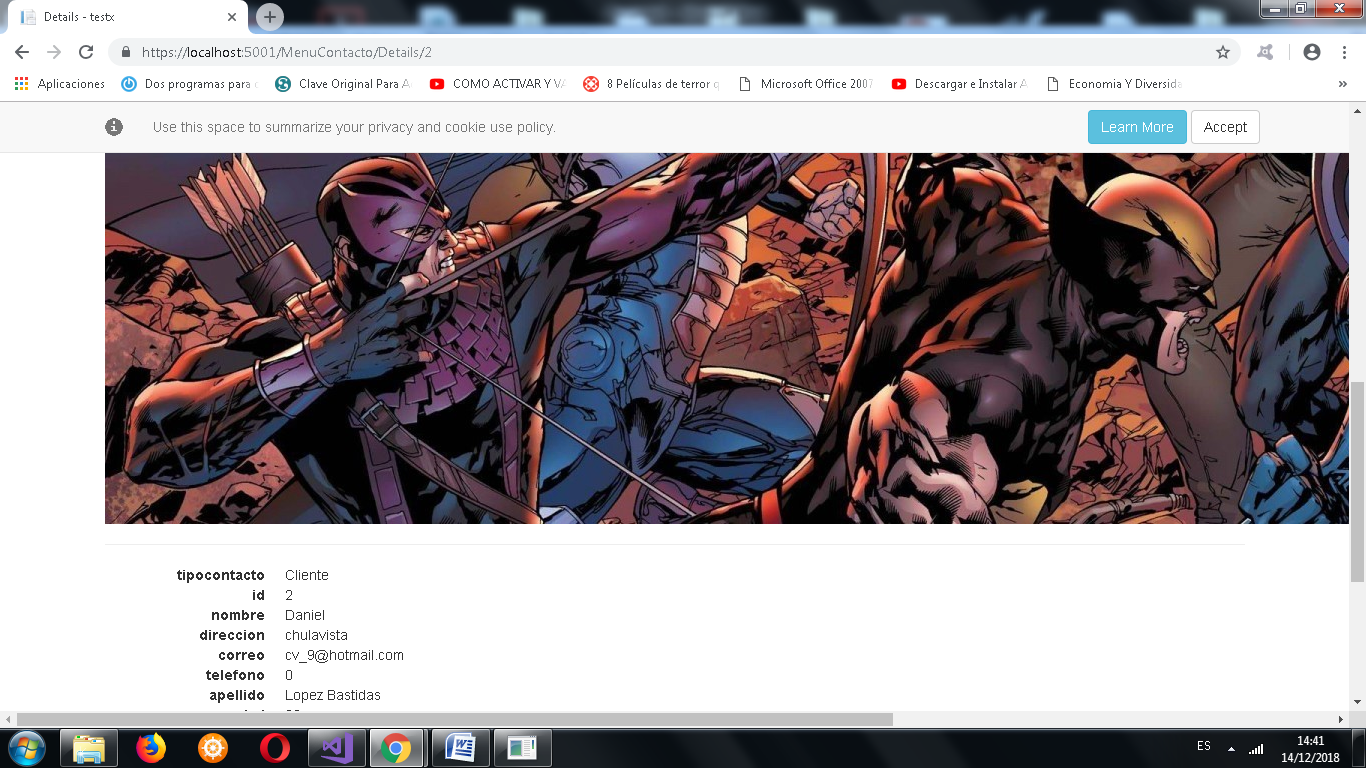 Details - testx
https://localhost:5001/MenuContacto/Details/2
Aplicaciones
Dos programas para
Clave Original Para A
COMO ACTIVAR Y VA
8 Películas de terror q
Microsoft Office 2007
Descargar e Instalar A
Economia Y Diversida
»
Use this space to summarize your privacy and cookie use policy.
Learn More
Accept
tipocontacto Cliente
id 2
nombre Daniel
direccion chulavista
correo cv_9@hotmail.com
telefono 0
apellido Lopez Bastidas
ES
14:41
14/12/2018